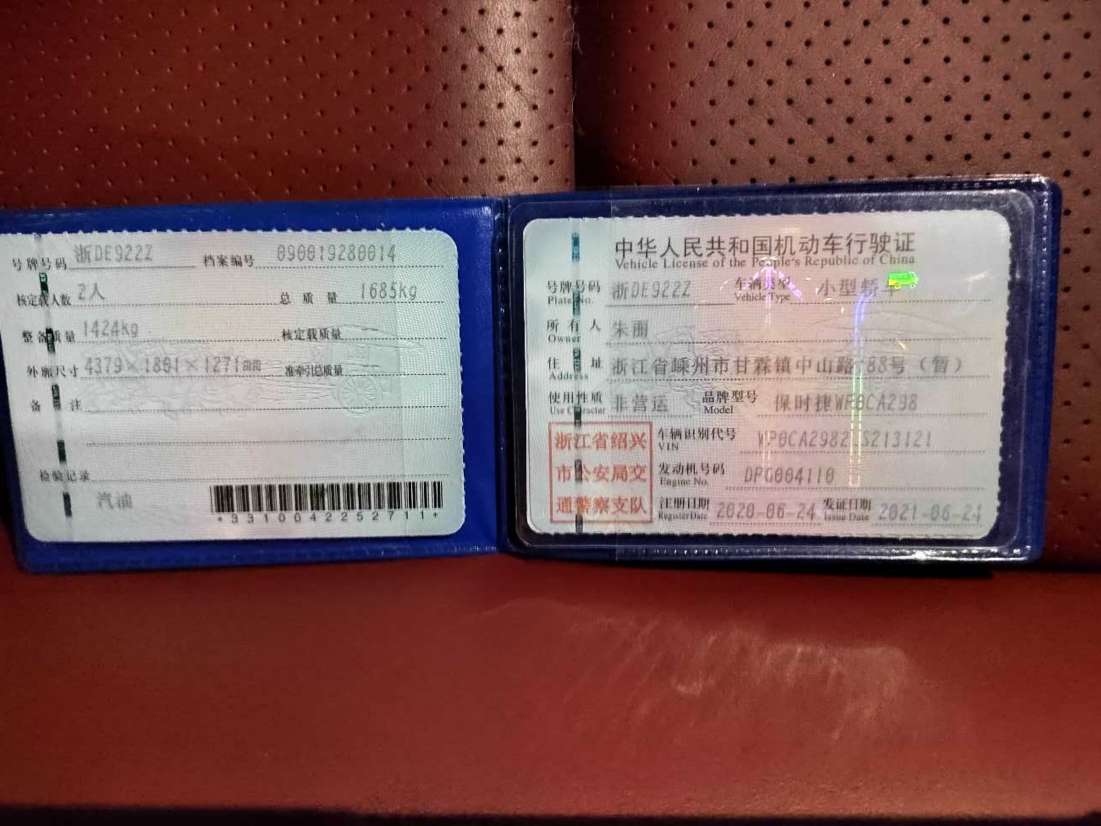 号牌号码 浙DE922Z 档案编号 090019280014
核定载人数 2人 总质量 1685kg
整备质量 1424kg 核定载质量
外廓尺寸 4379×1801×1271mm 准牵引总质量
备注
检验记录
汽油
*3310042252711*
中华人民共和国机动车行驶证
Vehicle License of the People's Republic of China
号牌号码 浙DE922Z 车辆类型 小型轿车
Plate No. Vehicle Type
所有人 朱丽
Owner
住址 浙江省嵊州市甘霖镇中山路88号（暂）
Address
使用性质 非营运 品牌型号 保时捷WP0CA298
Use Character Model
浙江省绍兴
市公安局交
通警察支队
车辆识别代号
VIN
发动机号码 DPG004110
Engine No.
注册日期 2020-06-24 发证日期 2021-06-24
Register Date Issue Date